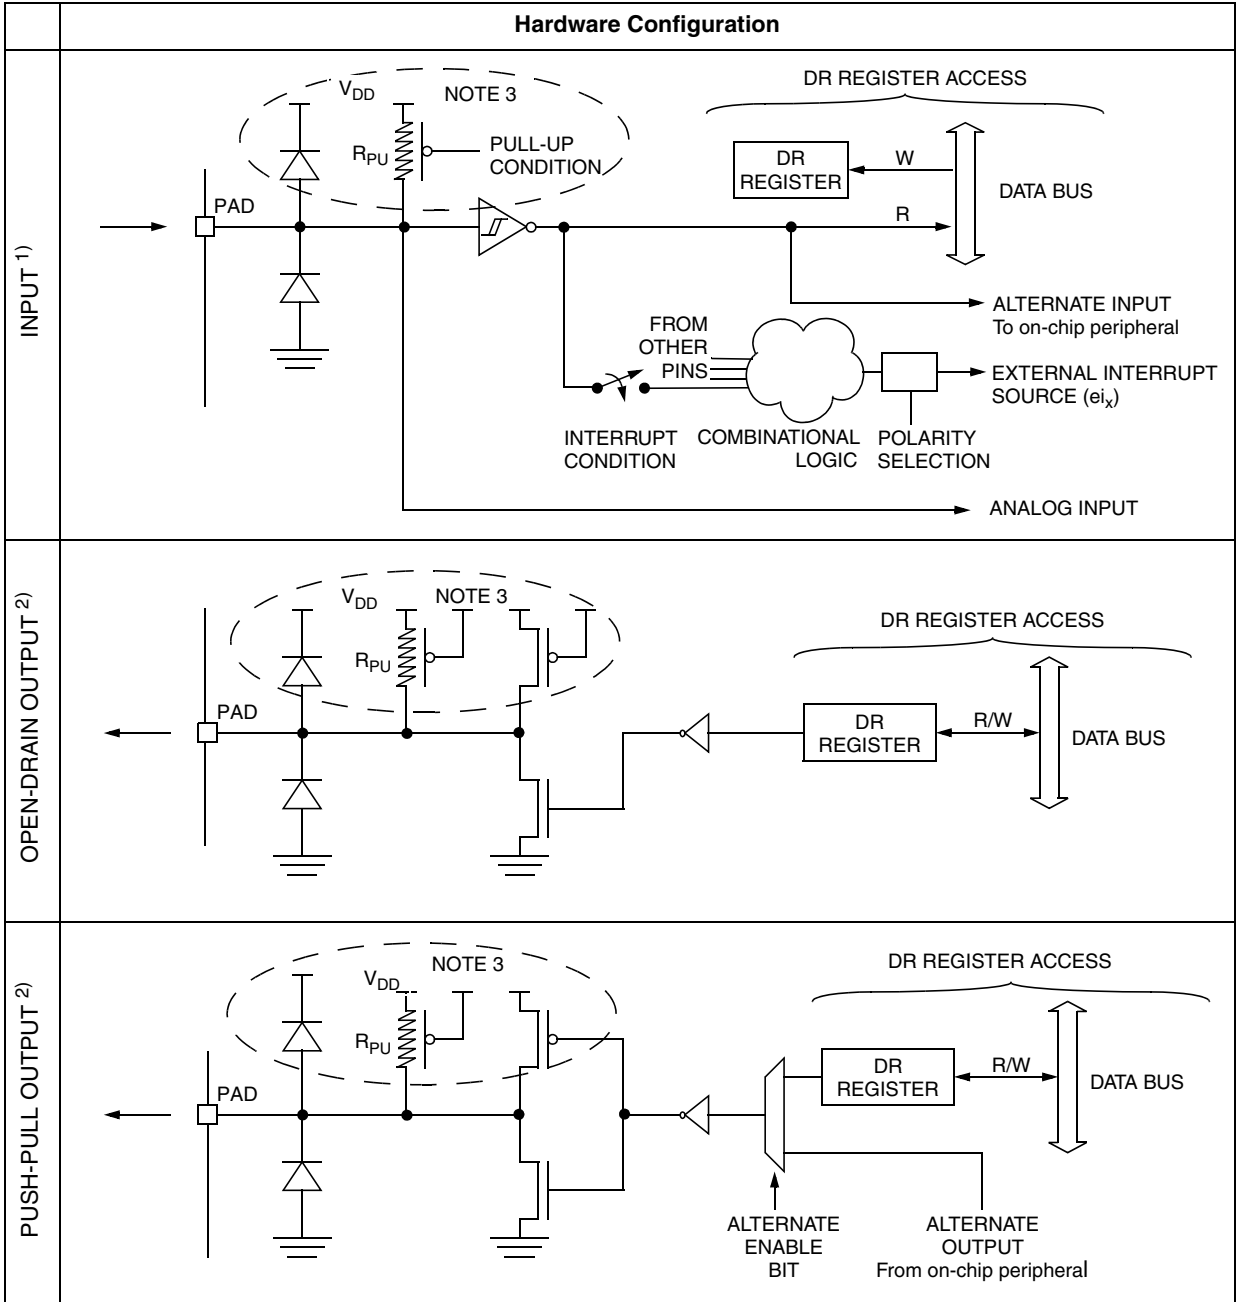 Hardware Configuration
INPUT 1)
VDD
NOTE 3
RPU
PULL-UP
CONDITION
PAD
DR REGISTER ACCESS
DR
REGISTER
W
R
DATA BUS
ALTERNATE INPUT
To on-chip peripheral
FROM
OTHER
PINS
EXTERNAL INTERRUPT
SOURCE (eix)
INTERRUPT
CONDITION
COMBINATIONAL
LOGIC
POLARITY
SELECTION
ANALOG INPUT
OPEN-DRAIN OUTPUT 2)
VDD
NOTE 3
RPU
PAD
DR REGISTER ACCESS
DR
REGISTER
R/W
DATA BUS
PUSH-PULL OUTPUT 2)
NOTE 3
VDD
RPU
PAD
DR REGISTER ACCESS
DR
REGISTER
R/W
DATA BUS
ALTERNATE
ENABLE
BIT
ALTERNATE
OUTPUT
From on-chip peripheral